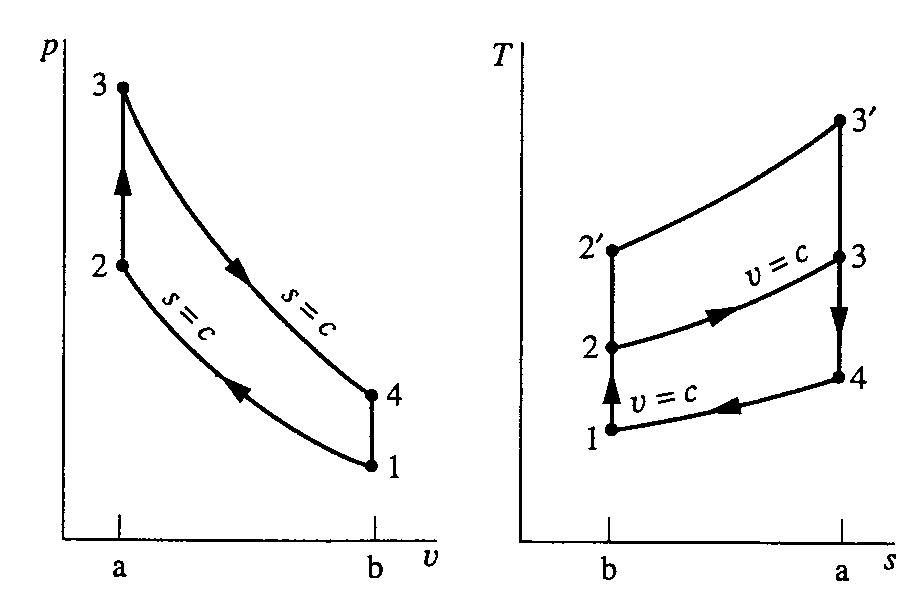 p
3
2
s = c
s = c
4
1
a
b
v
T
3′
2′
v = c
3
2
v = c
4
1
b
a
s